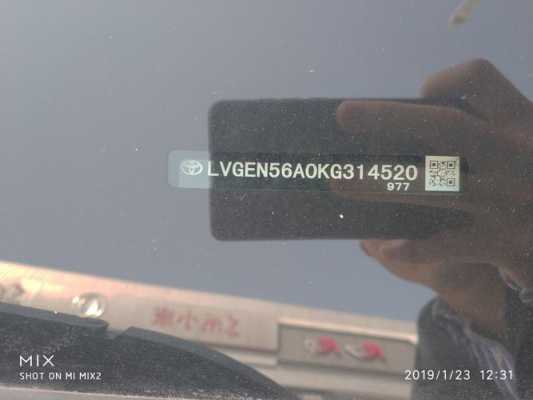 LVGEN56A0KG314520
977
MIX
SHOT ON MI MIX2
2019/1/23 12:31